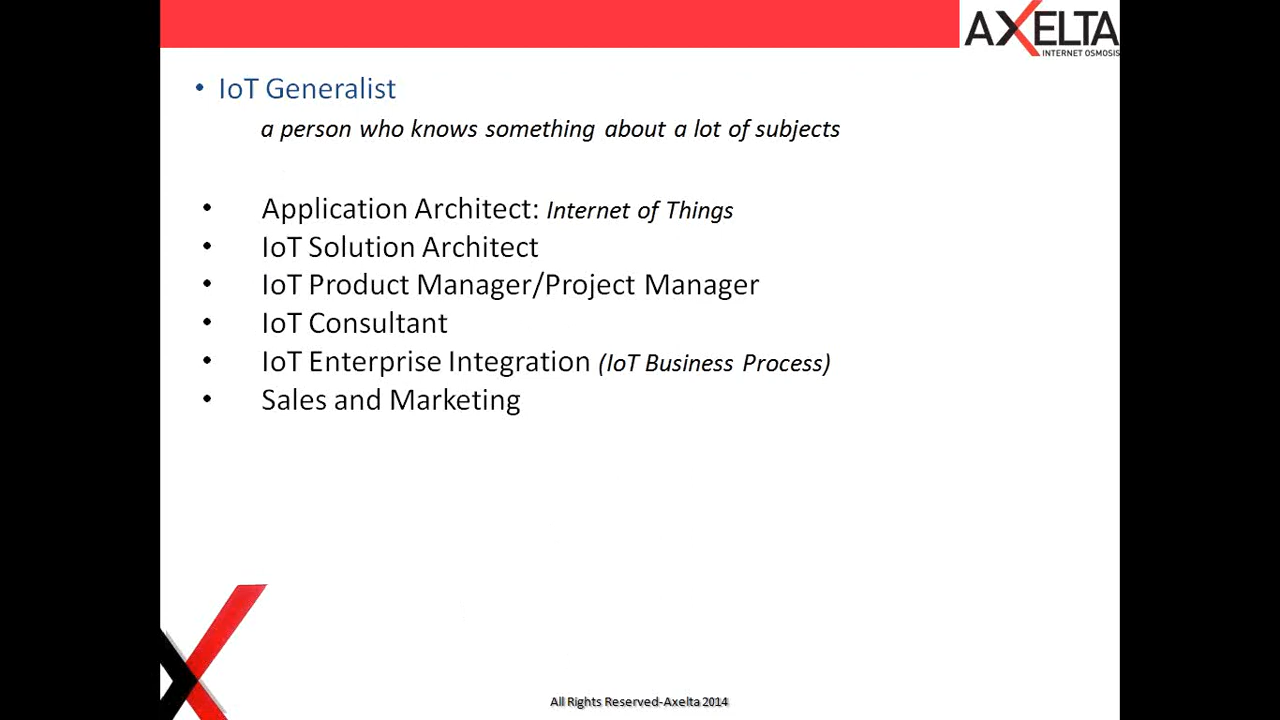 AXELTA
INTERNET OSMOSIS
• IoT Generalist
a person who knows something about a lot of subjects
• Application Architect: Internet of Things
• IoT Solution Architect
• IoT Product Manager/Project Manager
• IoT Consultant
• IoT Enterprise Integration (IoT Business Process)
• Sales and Marketing
All Rights Reserved-Axelta 2014